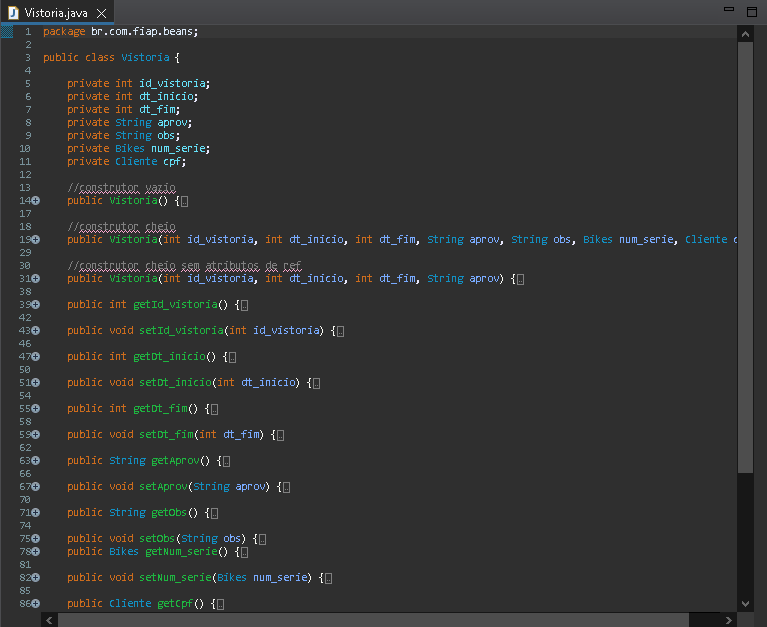 Vistoria.java
1 package br.com.fiap.beans;
2
3 public class Vistoria {
4
5 private int id_vistoria;
6 private int dt_inicio;
7 private int dt_fim;
8 private String aprov;
9 private String obs;
10 private Bikes num_serie;
11 private Cliente cpf;
12
13 //construtor vazio
14 public Vistoria() {
17
18 //construtor cheio
19 public Vistoria(int id_vistoria, int dt_inicio, int dt_fim, String aprov, String obs, Bikes num_serie, Cliente
29
30 //construtor cheio sem atributos de ref
31 public Vistoria(int id_vistoria, int dt_inicio, int dt_fim, String aprov) {
38
39 public int getId_vistoria() {
42
43 public void setId_vistoria(int id_vistoria) {
46
47 public int getDt_inicio() {
50
51 public void setDt_inicio(int dt_inicio) {
54
55 public int getDt_fim() {
58
59 public void setDt_fim(int dt_fim) {
62
63 public String getAprov() {
66
67 public void setAprov(String aprov) {
70
71 public String getObs() {
74
75 public void setObs(String obs) {
78 public Bikes getNum_serie() {
81
82 public void setNum_serie(Bikes num_serie) {
85
86 public Cliente getCpf() {